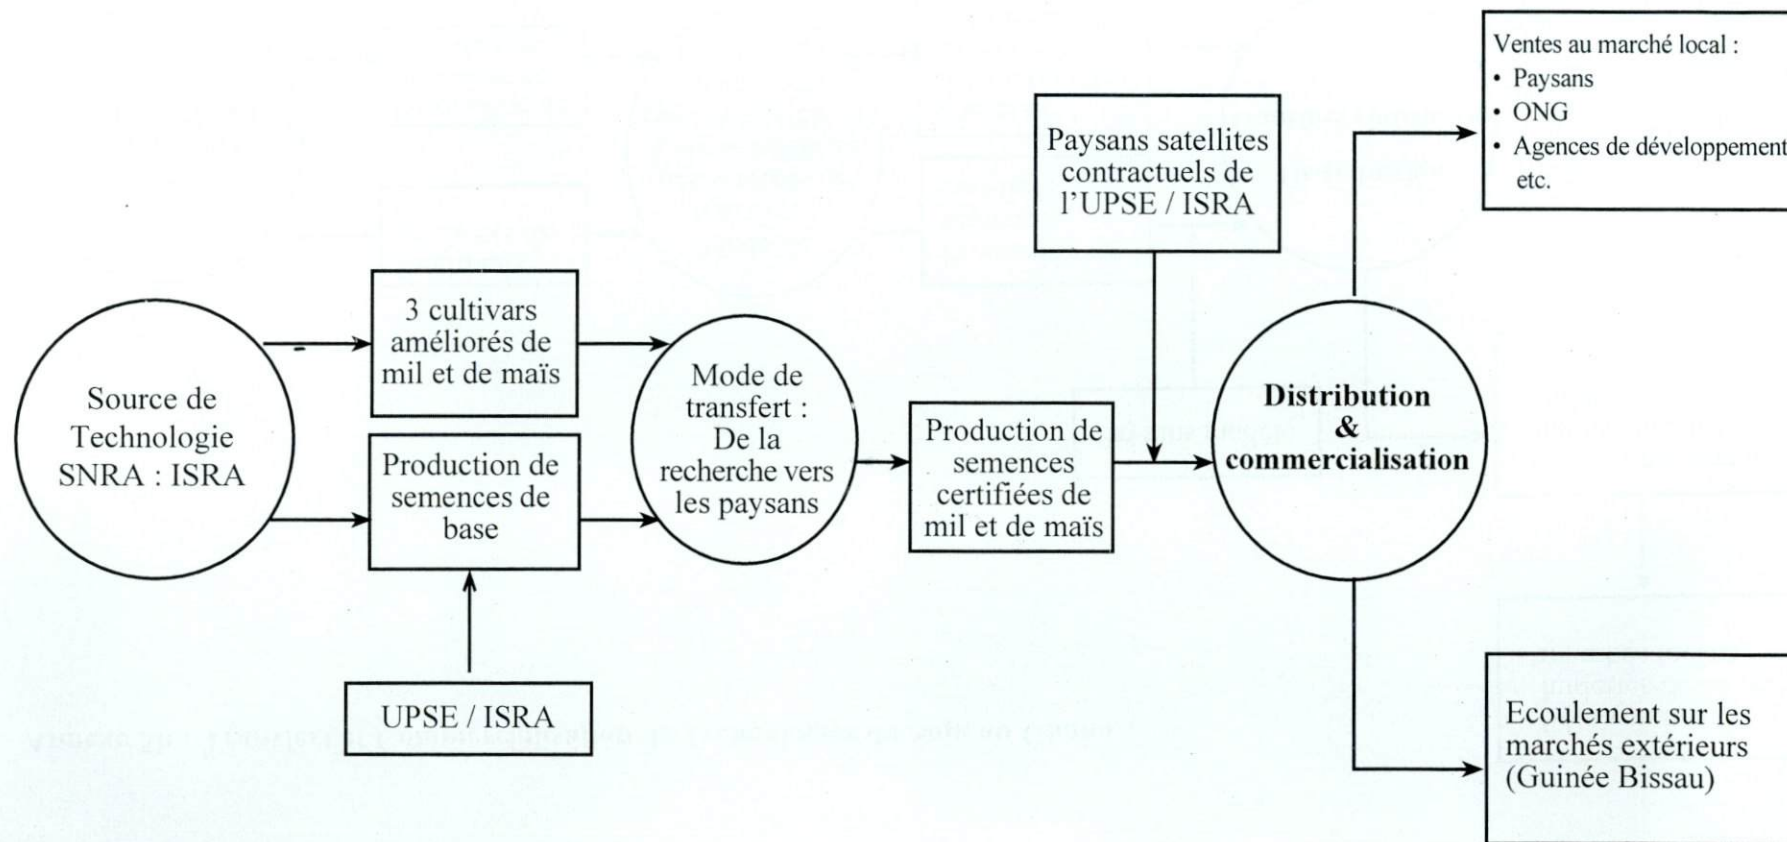 Source de
Technologie
SNRA : ISRA
3 cultivars
améliorés de
mil et de maïs
Production de
semences de
base
UPSE / ISRA
Mode de
transfert :
De la
recherche vers
les paysans
Production de
semences
certifiées de
mil et de maïs
Paysans satellites
contractuels de
l’UPSE / ISRA
Distribution
&
commercialisation
Ventes au marché local :
• Paysans
• ONG
• Agences de développement
etc.
Ecoulement sur les
marchés extérieurs
(Guinée Bissau)